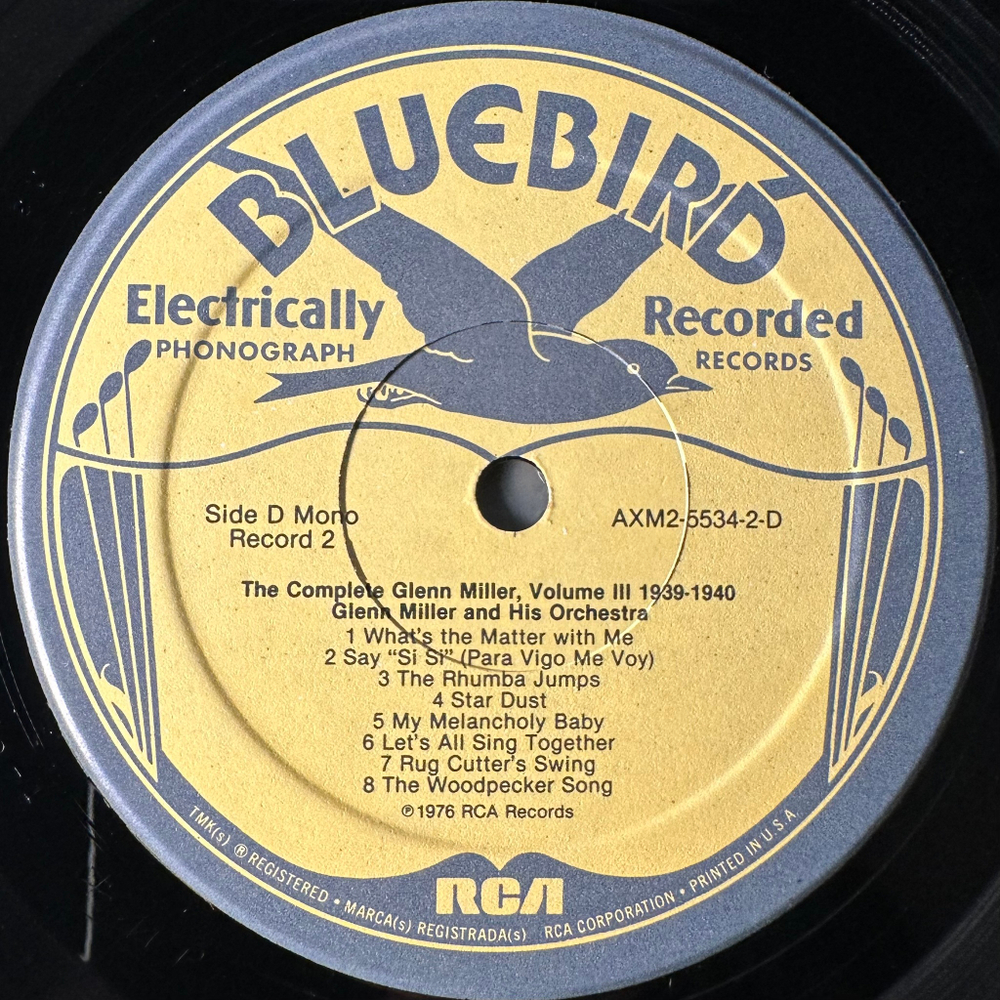 BLUEBIRD
Electrically Recorded
PHONOGRAPH RECORDS
Side D Mono
Record 2
AXM2-5534-2-D
The Complete Glenn Miller, Volume III 1939-1940
Glenn Miller and His Orchestra
1 What's the Matter with Me
2 Say “Si Si” (Para Vigo Me Voy)
3 The Rhumba Jumps
4 Star Dust
5 My Melancholy Baby
6 Let's All Sing Together
7 Rug Cutter's Swing
8 The Woodpecker Song
℗1976 RCA Records
RCA
TMK(s) ® REGISTERED • MARCA(s) REGISTRADA(s) RCA CORPORATION • PRINTED IN U.S.A.